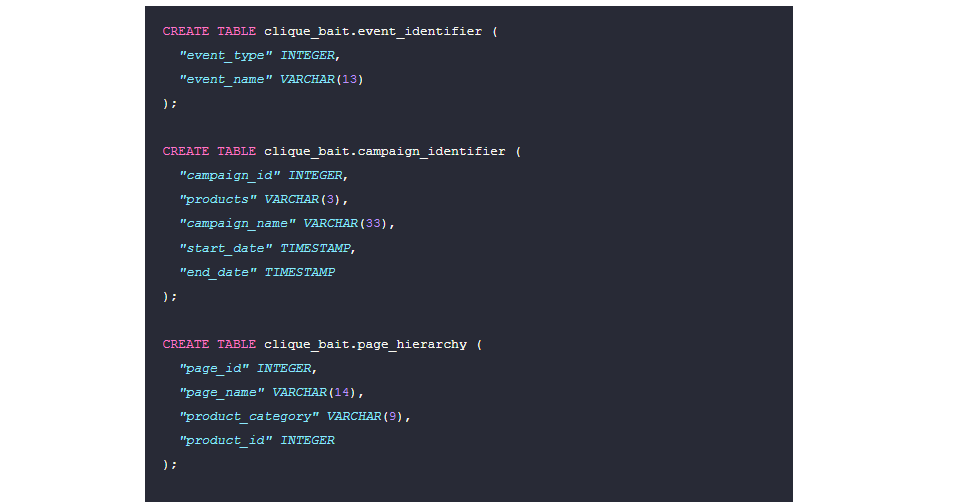 CREATE TABLE clique_bait.event_identifier (
  "event_type" INTEGER,
  "event_name" VARCHAR(13)
);

CREATE TABLE clique_bait.campaign_identifier (
  "campaign_id" INTEGER,
  "products" VARCHAR(3),
  "campaign_name" VARCHAR(33),
  "start_date" TIMESTAMP,
  "end_date" TIMESTAMP
);

CREATE TABLE clique_bait.page_hierarchy (
  "page_id" INTEGER,
  "page_name" VARCHAR(14),
  "product_category" VARCHAR(9),
  "product_id" INTEGER
);